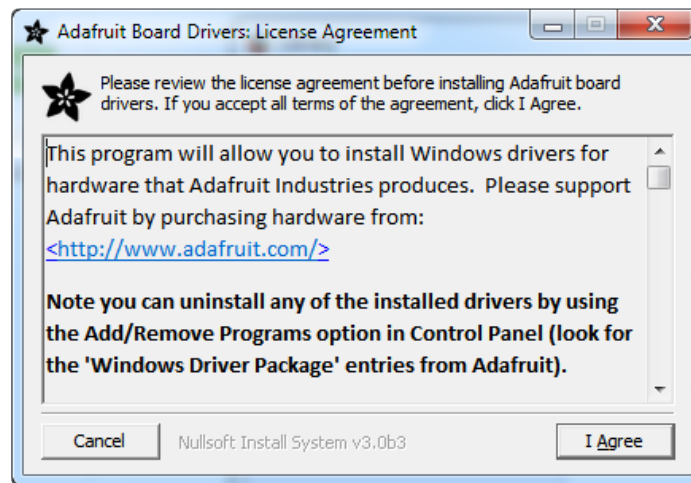 Adafruit Board Drivers: License Agreement
Please review the license agreement before installing Adafruit board
drivers. If you accept all terms of the agreement, click I Agree.
This program will allow you to install Windows drivers for
hardware that Adafruit Industries produces.  Please support
Adafruit by purchasing hardware from:
<http://www.adafruit.com/>
Note you can uninstall any of the installed drivers by using
the Add/Remove Programs option in Control Panel (look for
the 'Windows Driver Package' entries from Adafruit).
Cancel
Nullsoft Install System v3.0b3
I Agree